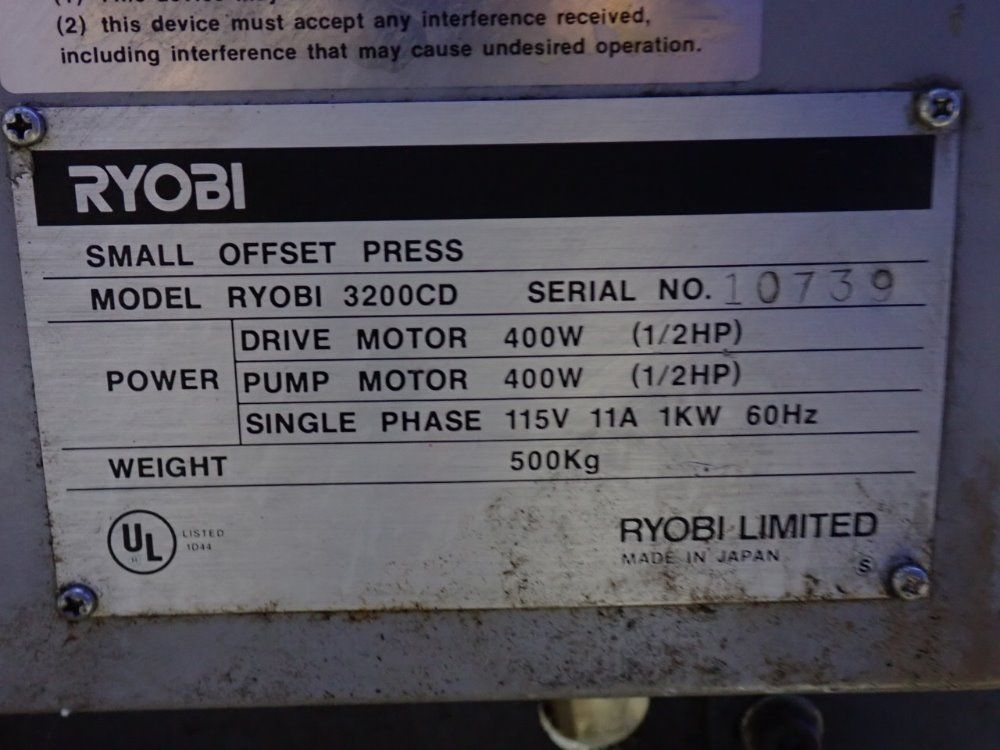 (2) this device must accept any interference received,
including interference that may cause undesired operation.
RYOBI
SMALL OFFSET PRESS
MODEL RYOBI 3200CD SERIAL NO. 10739
POWER
DRIVE MOTOR 400W (1/2HP)
PUMP MOTOR 400W (1/2HP)
SINGLE PHASE 115V 11A 1KW 60Hz
WEIGHT 500Kg
UL LISTED
1044
RYOBI LIMITED
MADE IN JAPAN
S